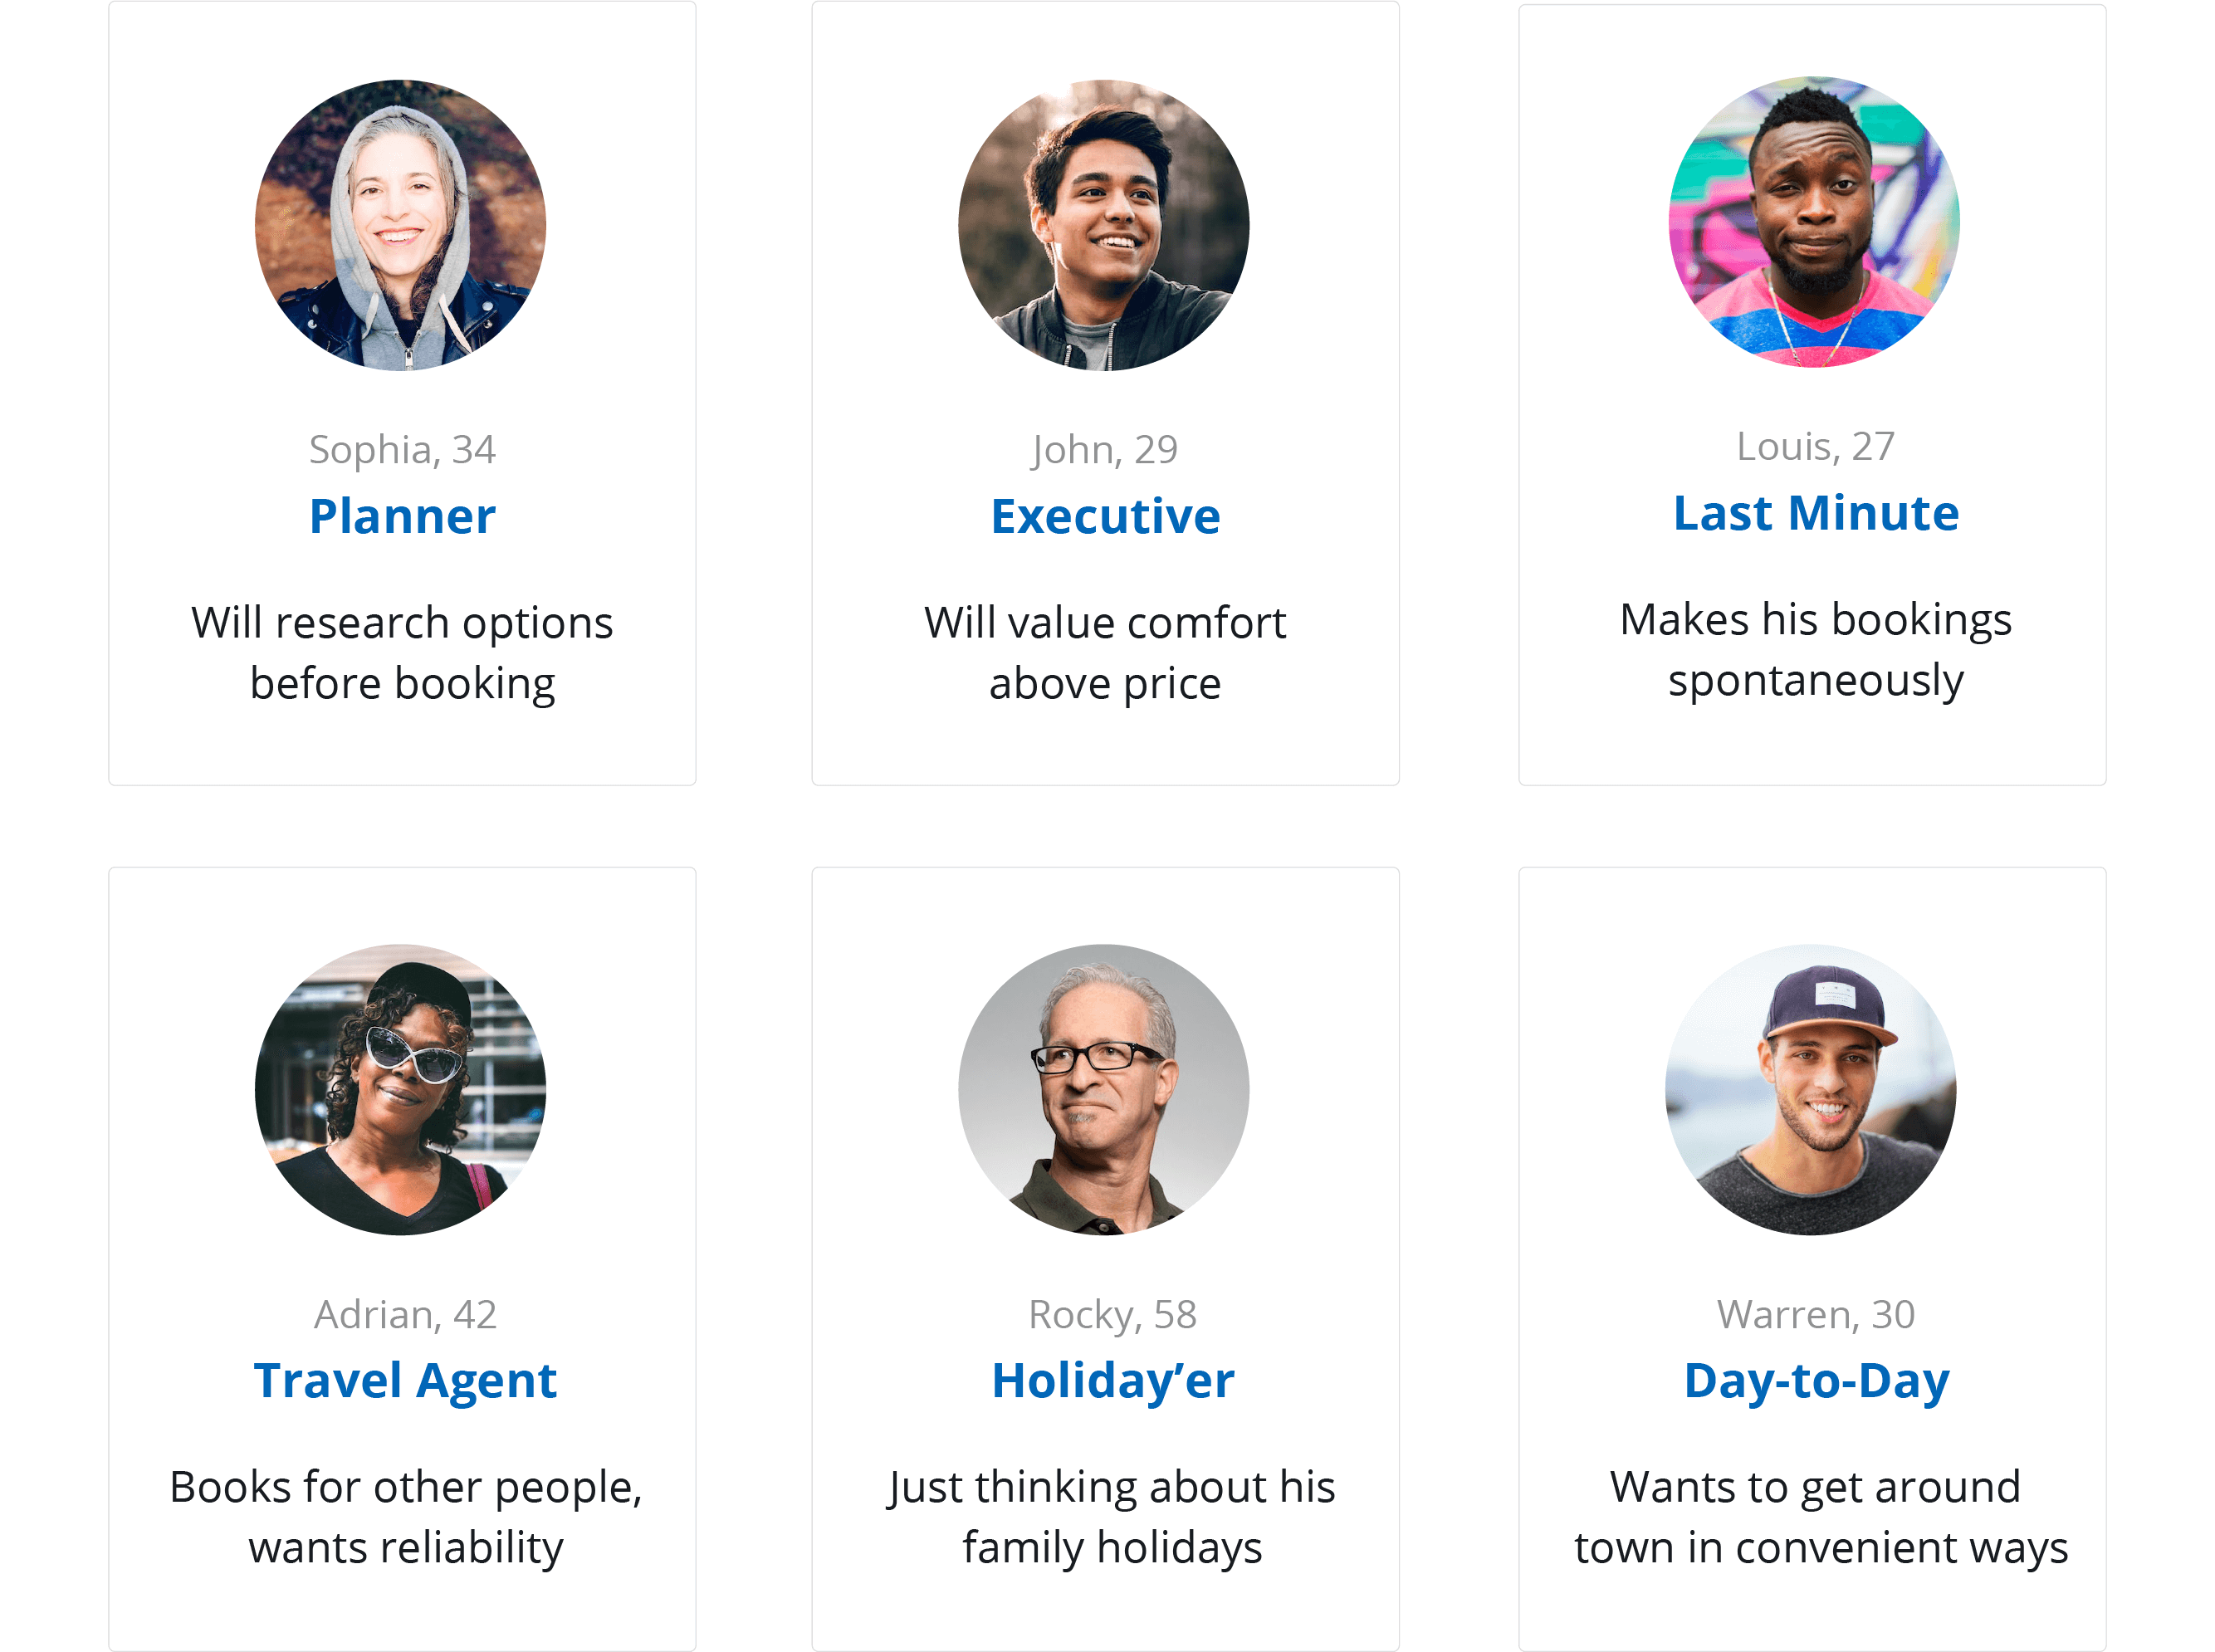 Sophia, 34
Planner
Will research options
before booking
John, 29
Executive
Will value comfort
above price
Louis, 27
Last Minute
Makes his bookings
spontaneously
Adrian, 42
Travel Agent
Books for other people,
wants reliability
Rocky, 58
Holiday’er
Just thinking about his
family holidays
Warren, 30
Day-to-Day
Wants to get around
town in convenient ways